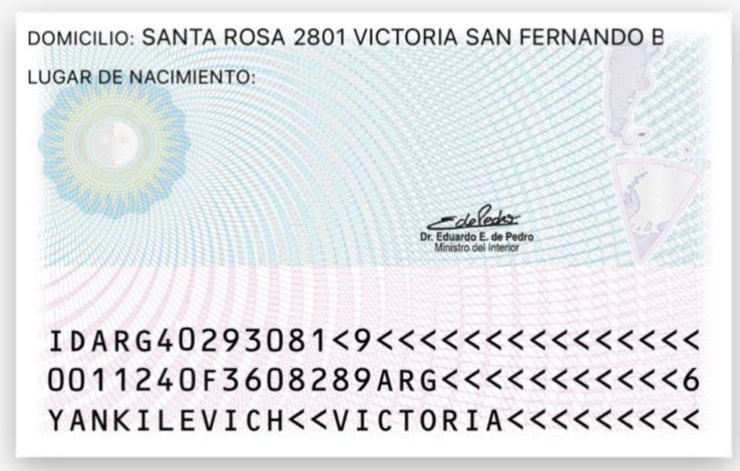 DOMICILIO: SANTA ROSA 2801 VICTORIA SAN FERNANDO B
LUGAR DE NACIMIENTO:
Dr. Eduardo E. de Pedro
Ministro del Interior
IDARG40293081<9<<<<<<<<<<<<<<<
0011240F3608289ARG<<<<<<<<<<<6
YANKILEVICH<<VICTORIA<<<<<<<<<